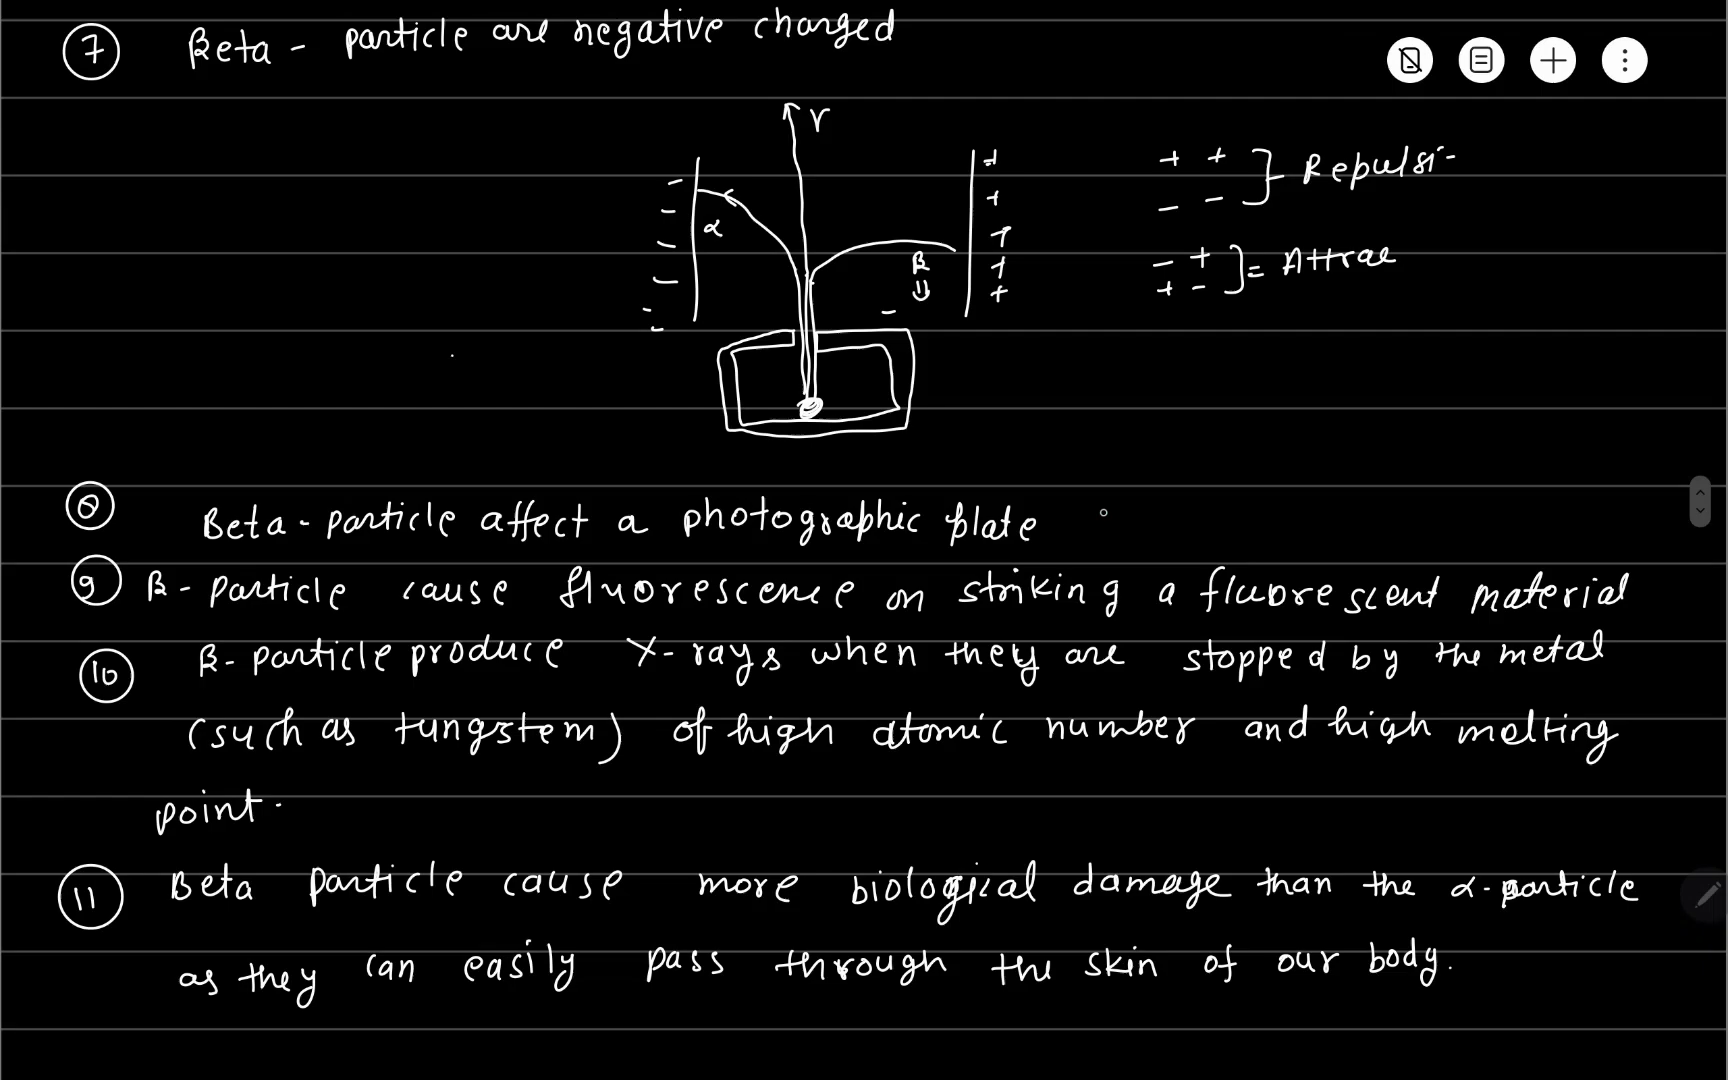 7 Beta - particle are negative charged
γ
- - - - - -
α
β
⇓
-
+ + + + +
+ +
- - } Repulsi-
- +
+ - } = Attrac
8 Beta - particle affect a photographic plate
9 β - particle cause fluorescence on striking a fluorescent material
10 β - particle produce X-rays when they are stopped by the metal
(such as tungstem) of high atomic number and high melting
point.
11 Beta particle cause more biological damage than the α-particle
as they can easily pass through the skin of our body.